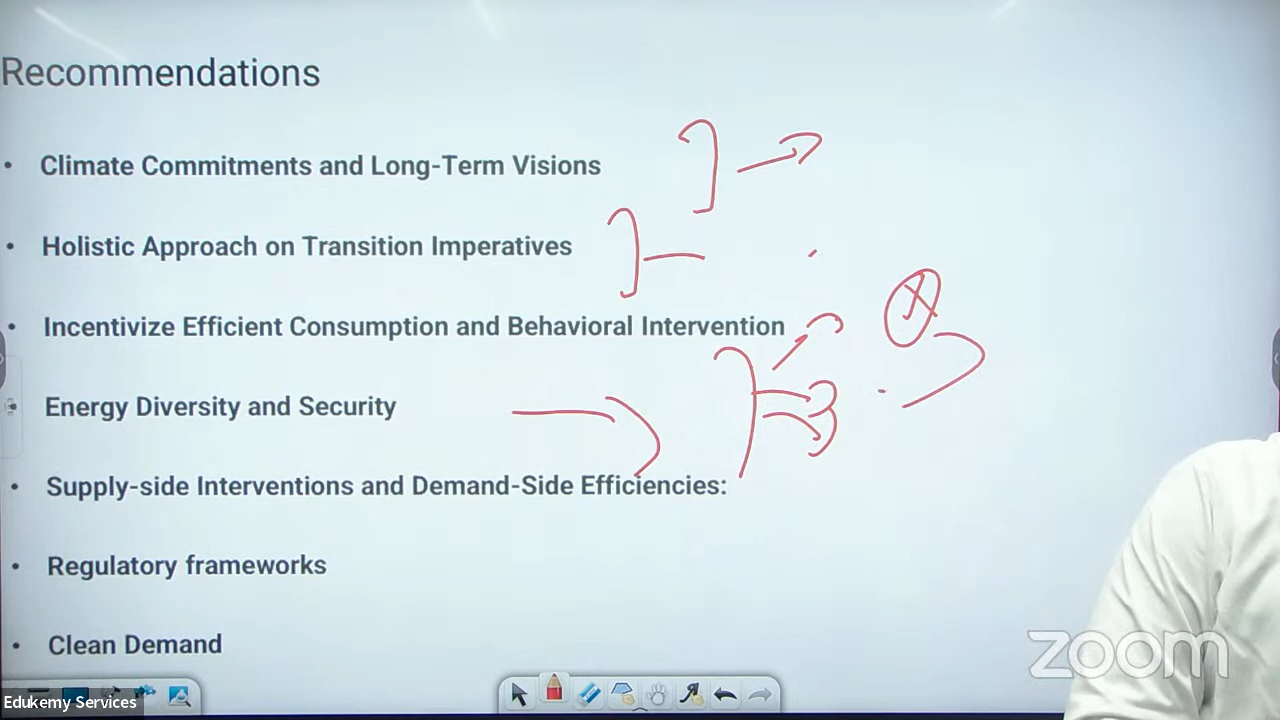 Recommendations
• Climate Commitments and Long-Term Visions
• Holistic Approach on Transition Imperatives
• Incentivize Efficient Consumption and Behavioral Intervention
• Energy Diversity and Security
• Supply-side Interventions and Demand-Side Efficiencies:
• Regulatory frameworks
• Clean Demand
zoom
Edukemy Services